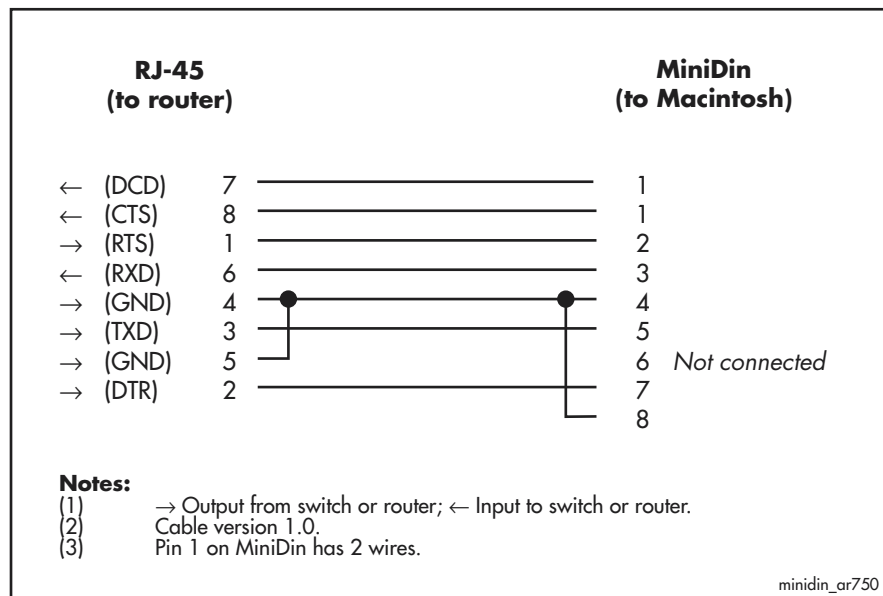 RJ-45 MiniDin
(to router) (to Macintosh)
← (DCD) 7 1
← (CTS) 8 1
→ (RTS) 1 2
← (RXD) 6 3
→ (GND) 4 4
→ (TXD) 3 5
→ (GND) 5 6 Not connected
→ (DTR) 2 7
8
Notes:
(1) → Output from switch or router; ← Input to switch or router.
(2) Cable version 1.0.
(3) Pin 1 on MiniDin has 2 wires.
minidin_ar750